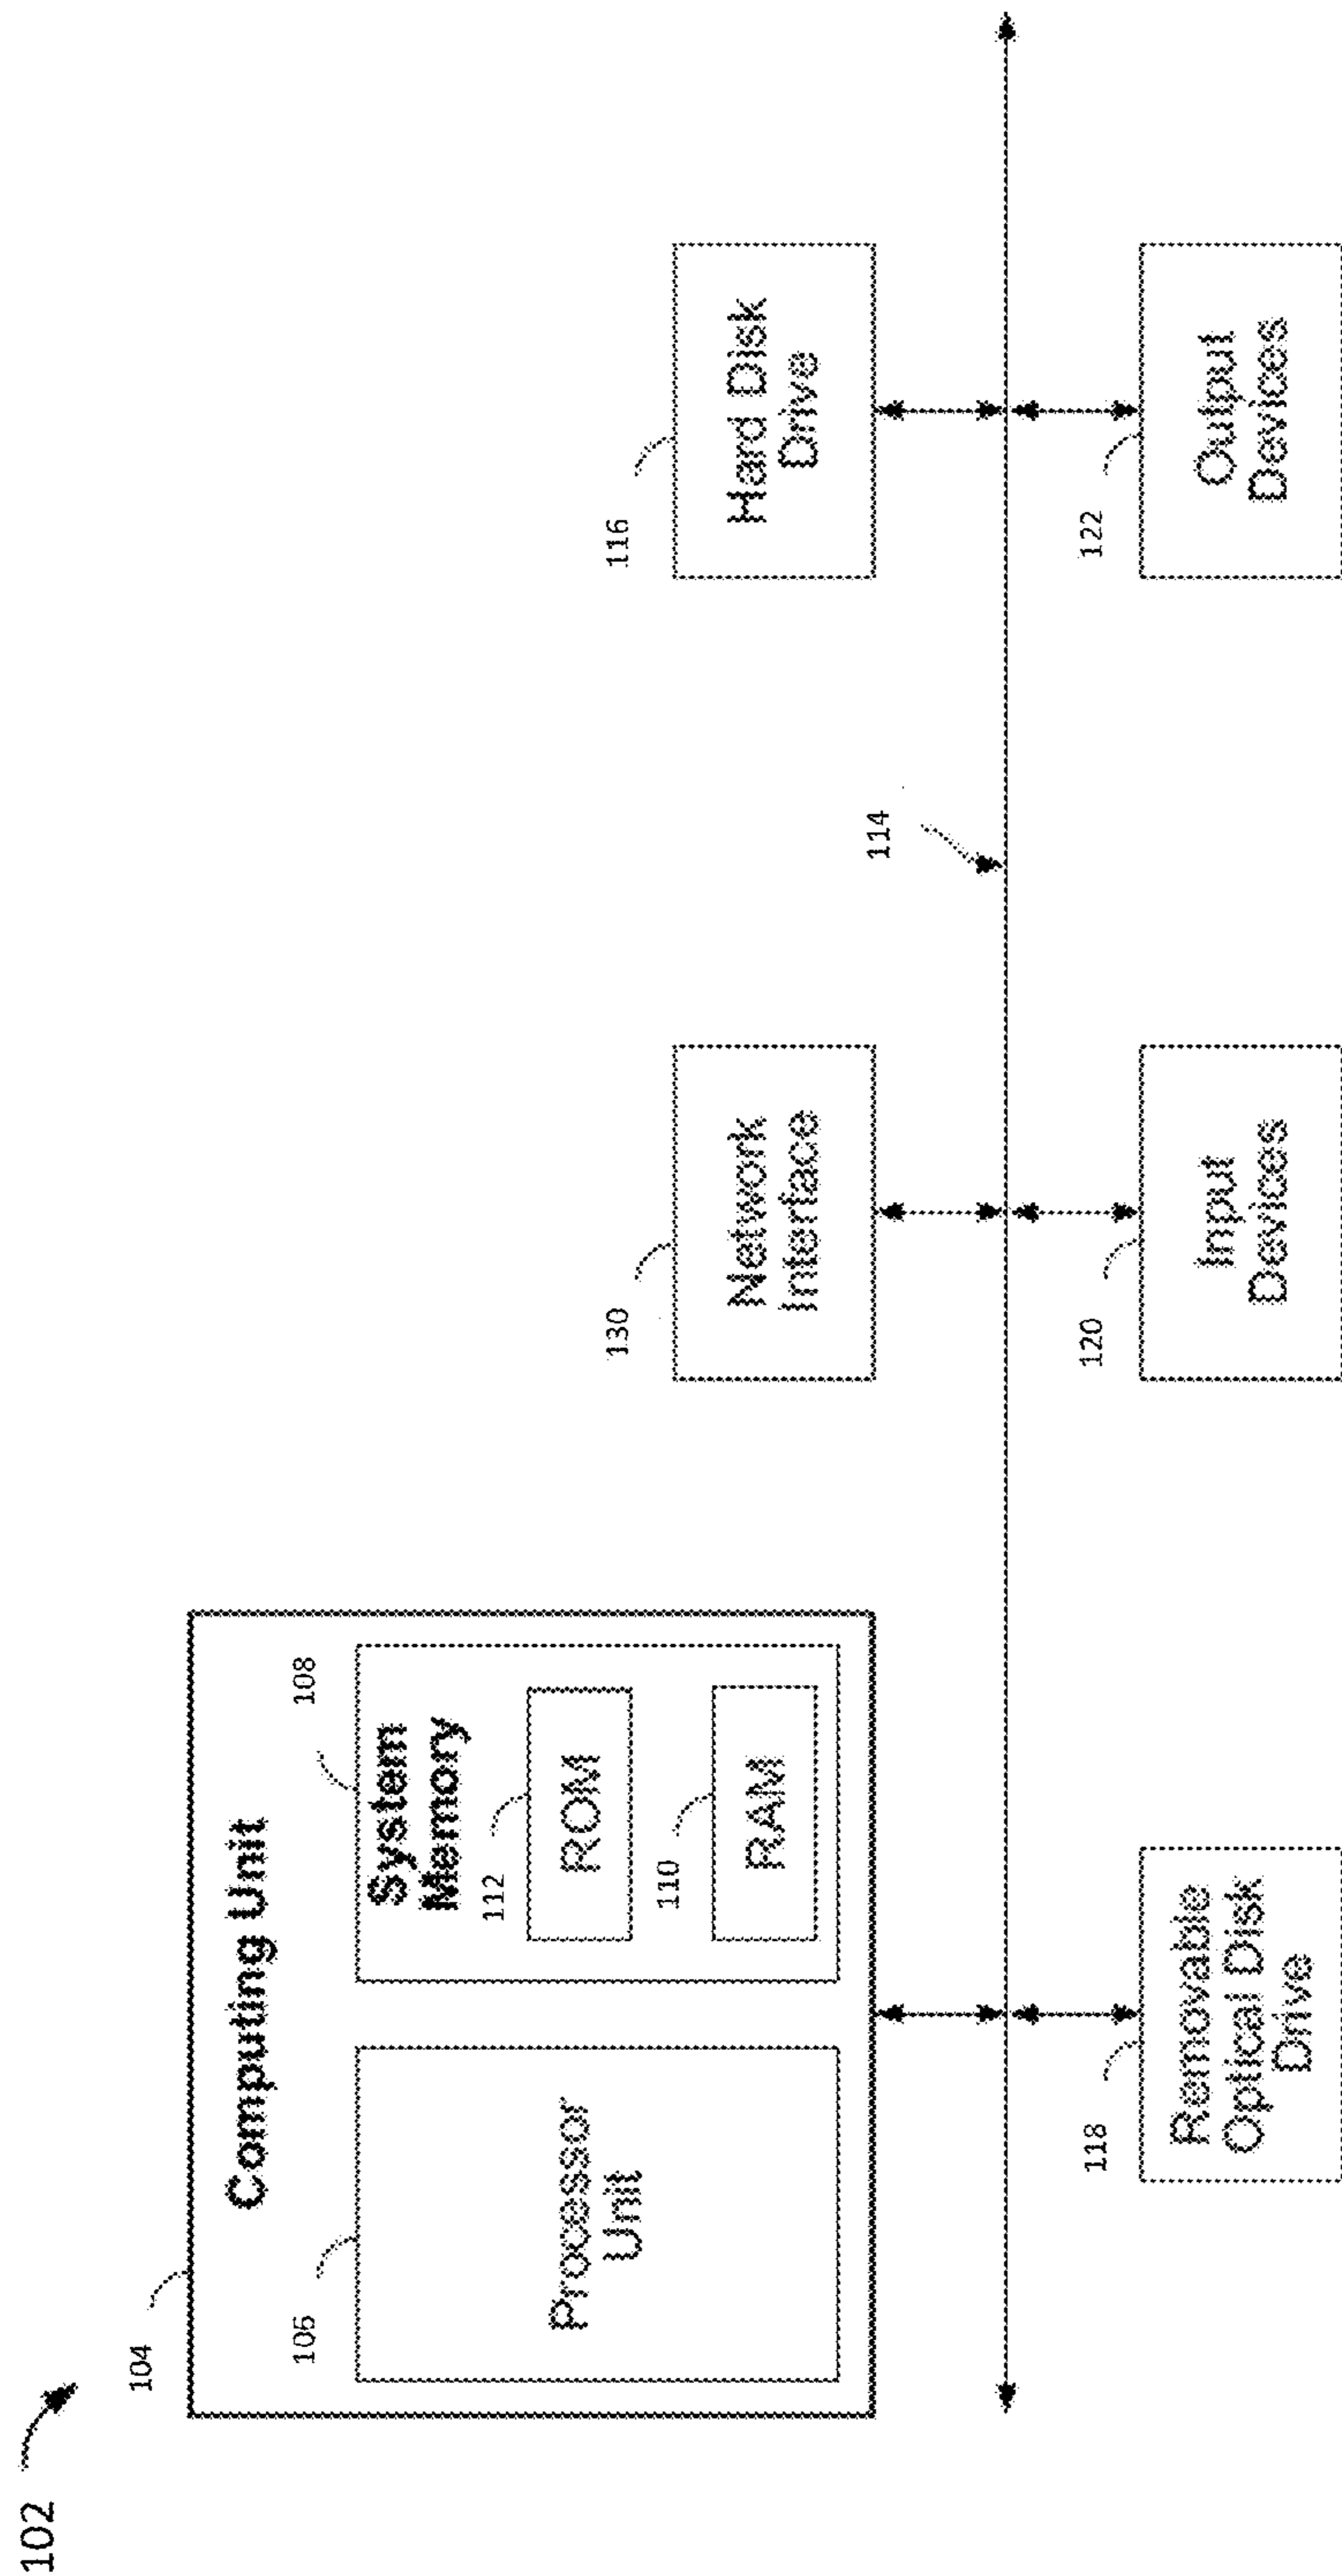 102
104
Computing Unit
106
Processor
Unit
108
System
Memory
112
ROM
110
RAM
130
Network
Interface
116
Hard Disk
Drive
114
118
Removable
Optical Disk
Drive
120
Input
Devices
122
Output
Devices